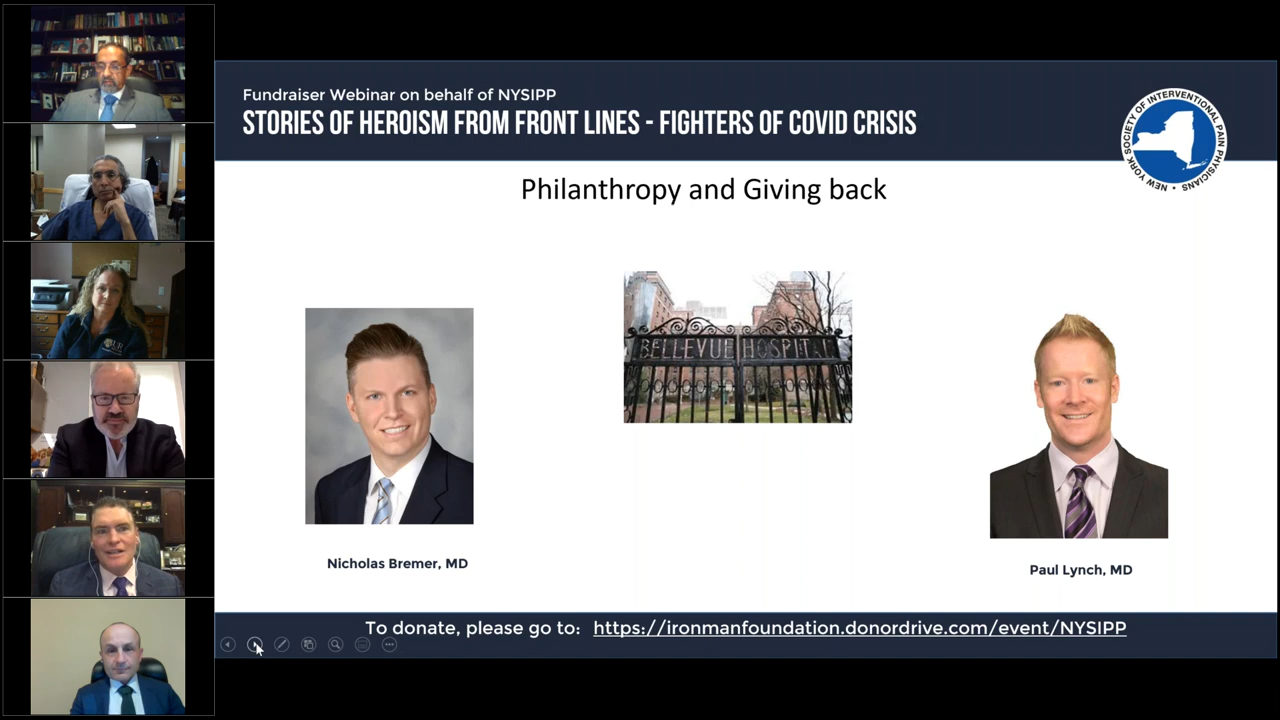 Fundraiser Webinar on behalf of NYSIPP
STORIES OF HEROISM FROM FRONT LINES - FIGHTERS OF COVID CRISIS
NEW YORK SOCIETY OF INTERVENTIONAL PAIN PHYSICIANS
Philanthropy and Giving back
BELLEVUE HOSPITAL
Nicholas Bremer, MD
Paul Lynch, MD
To donate, please go to: https://ironmanfoundation.donordrive.com/event/NYSIPP